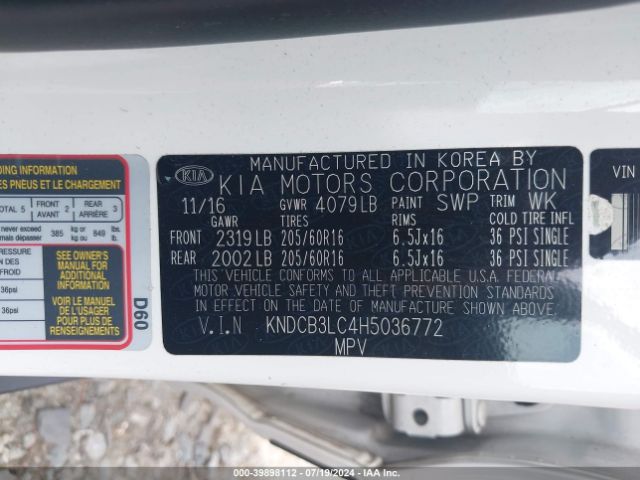 DING INFORMATION
ES PNEUS ET LE CHARGEMENT
TOTAL 5 FRONT AVANT 2 REAR ARRIÈRE 3
never exceed 385 kg or kg ou 849 lbs. lb.
mais dépasser
PRESSURE
ON DES
FROID
36psi
36psi
SEE OWNER'S
MANUAL FOR
ADDITIONAL
INFORMATION
VOIR LE MANUEL
DE L'USAGER
POUR PLUS DE
RENSEIGNEMENTS
D60
KIA
MANUFACTURED IN KOREA BY
KIA MOTORS CORPORATION
11/16 GVWR 4079LB PAINT SWP TRIM WK
GAWR TIRES RIMS COLD TIRE INFL
FRONT 2319LB 205/60R16 6.5Jx16 36 PSI SINGLE
REAR 2002LB 205/60R16 6.5Jx16 36 PSI SINGLE
THIS VEHICLE CONFORMS TO ALL APPLICABLE U.S.A. FEDERAL
MOTOR VEHICLE SAFETY BUMPER, AND THEFT PREVENTION STANDARDS
IN EFFECT ON THE DATE OF MANUFACTURE SHOWN ABOVE.
V.I.N KNDCB3LC4H5036772
MPV
VIN
000-39898112 - 07/19/2024 - IAA Inc.